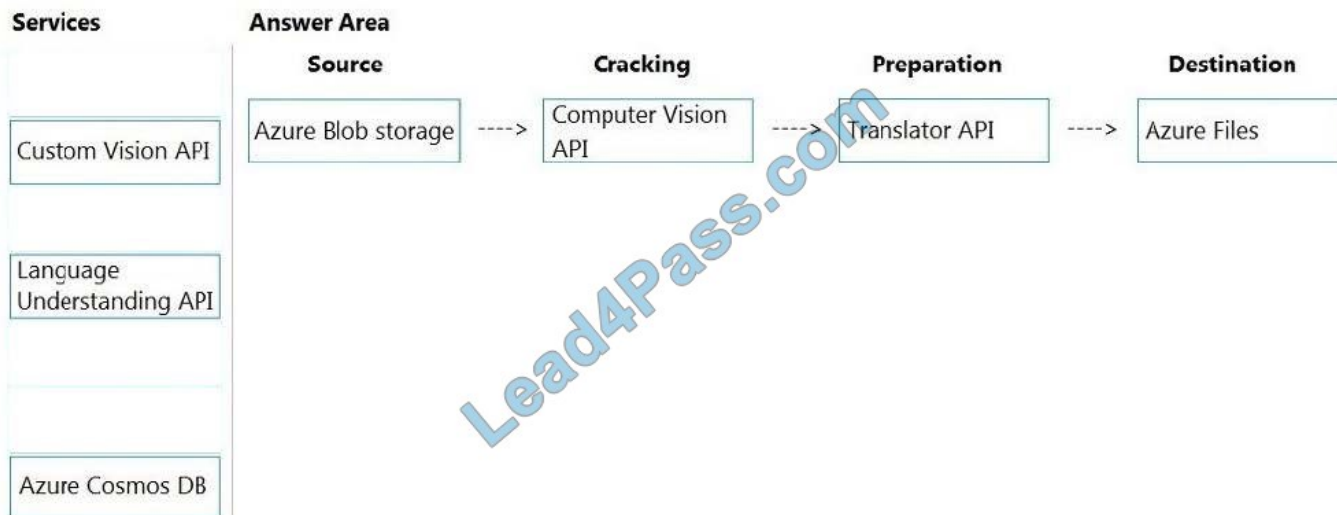 Services
Answer Area
Source
Cracking
Preparation
Destination
Azure Blob storage
---->
Computer Vision
API
---->
Translator API
---->
Azure Files
Custom Vision API
Language
Understanding API
Azure Cosmos DB
Lead4Pass.com